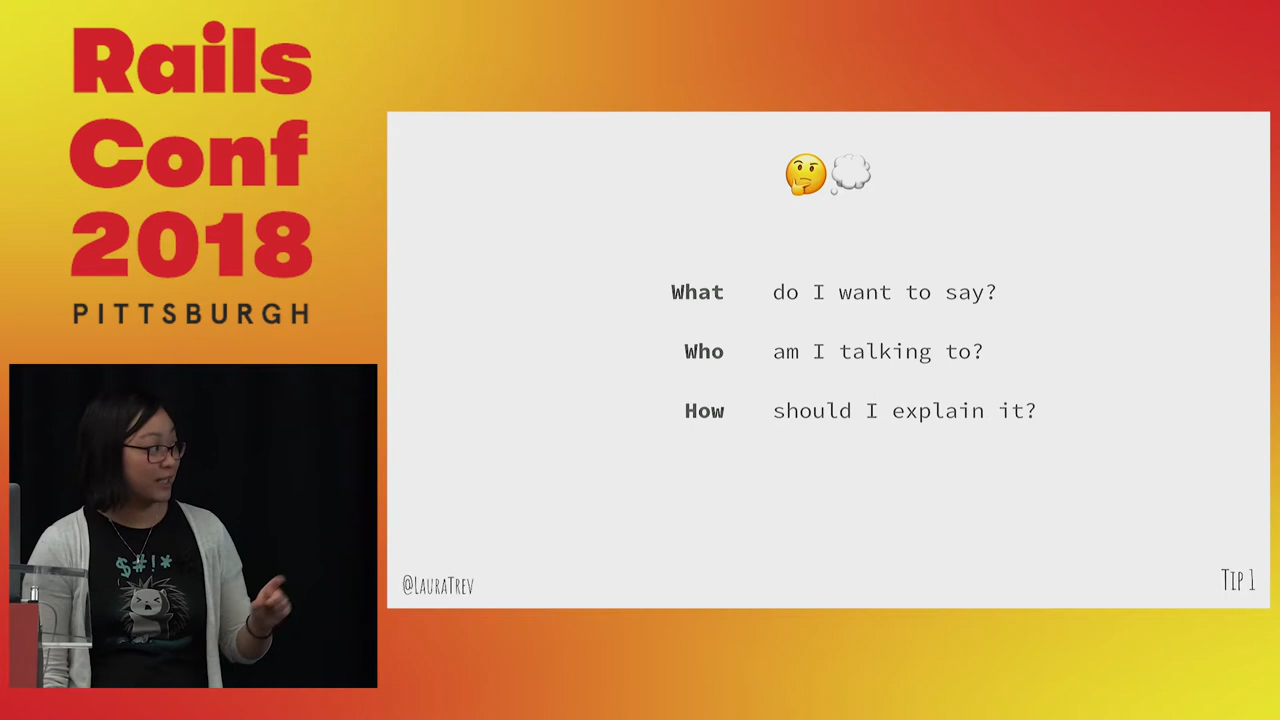 Rails
Conf
2018
PITTSBURGH
What do I want to say?
Who am I talking to?
How should I explain it?
@LauraTrev
Tip 1
$#!*